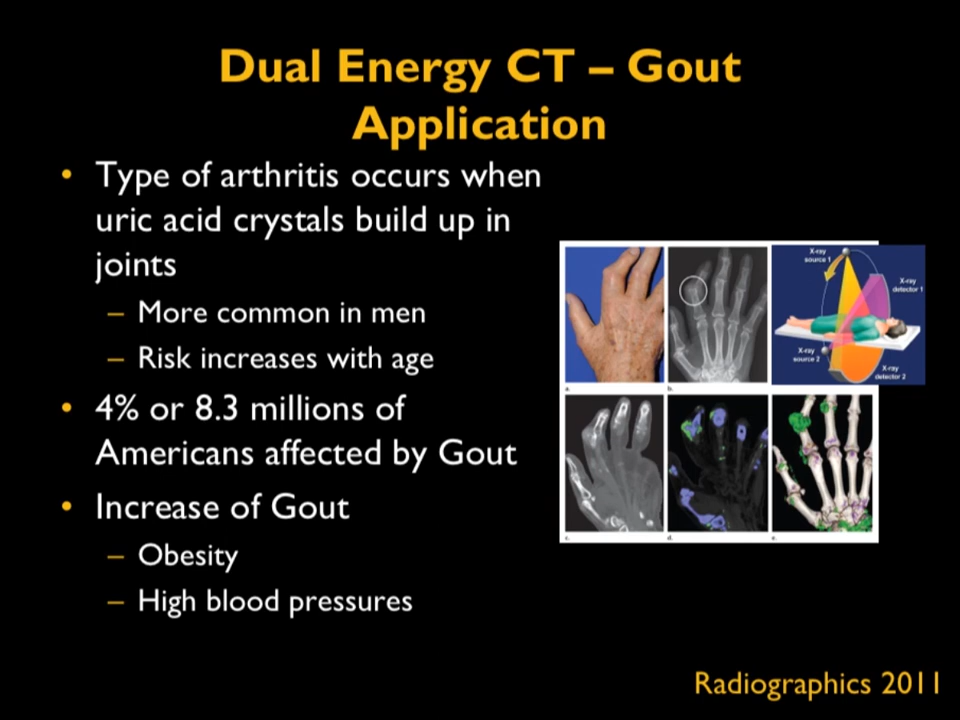 Dual Energy CT – Gout
Application
• Type of arthritis occurs when
uric acid crystals build up in
joints
– More common in men
– Risk increases with age
• 4% or 8.3 millions of
Americans affected by Gout
• Increase of Gout
– Obesity
– High blood pressures
X-ray
source 1
X-ray
detector 1
X-ray
source 2
X-ray
detector 2
a.
b.
c.
d.
e.
Radiographics 2011